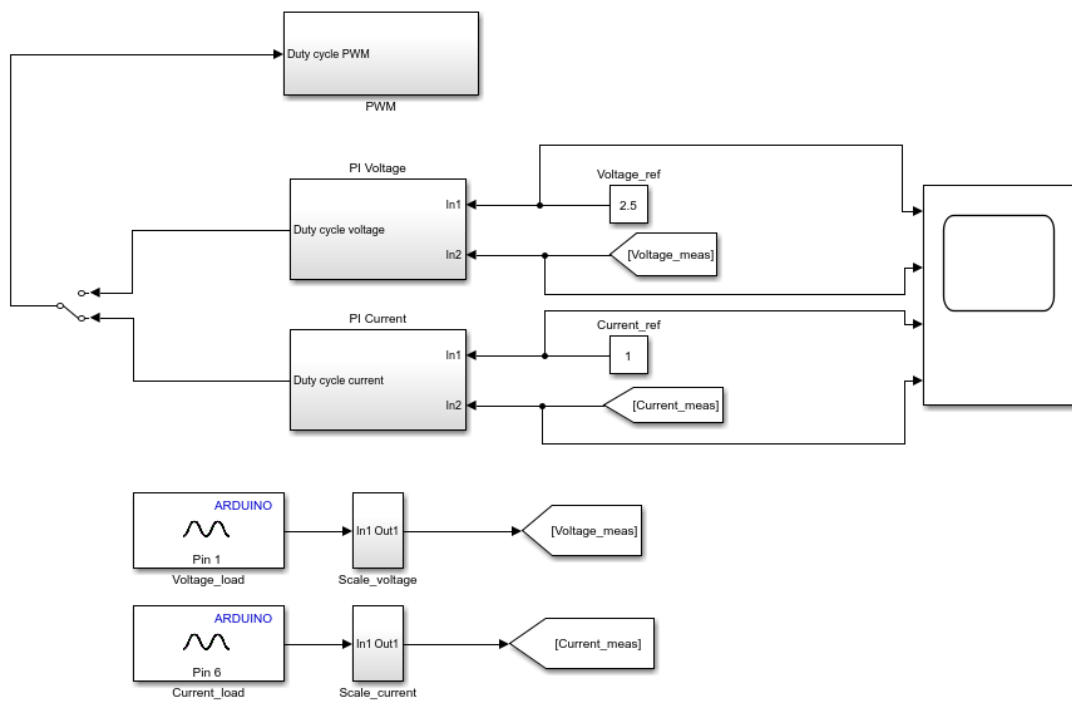 Duty cycle PWM
PWM
PI Voltage
Voltage_ref
In1
2.5
Duty cycle voltage
In2
[Voltage_meas]
PI Current
Current_ref
In1
1
Duty cycle current
In2
[Current_meas]
ARDUINO
In1 Out1
[Voltage_meas]
Pin 1
Voltage_load
Scale_voltage
ARDUINO
In1 Out1
[Current_meas]
Pin 6
Current_load
Scale_current